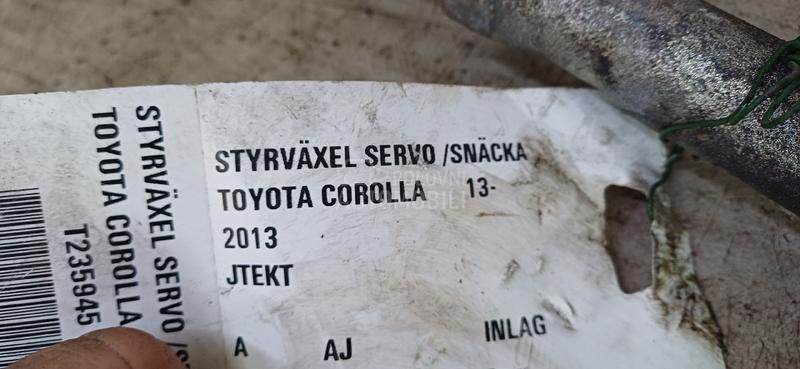 STYRVÄXEL SERVO /SNÄCKA
TOYOTA COROLLA 13-
2013
JTEKT
A AJ INLAG
STYRVÄXEL SERVO
TOYOTA COROLLA
T235945